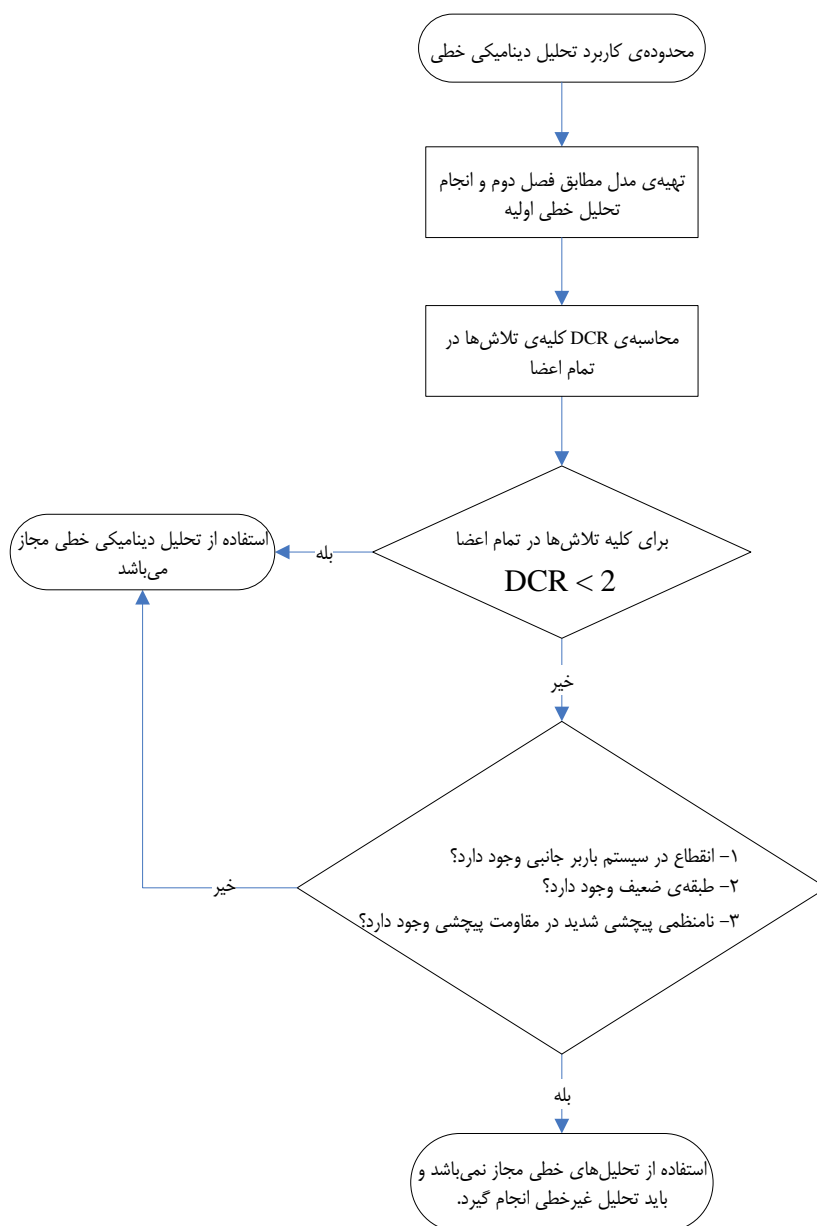 محدوده‌ی کاربرد تحلیل دینامیکی خطی
تهیه‌ی مدل مطابق فصل دوم و انجام
تحلیل خطی اولیه
محاسبه‌ی DCR کلیه‌ی تلاش‌ها در
تمام اعضا
برای کلیه تلاش‌ها در تمام اعضا
DCR < 2
بله
استفاده از تحلیل دینامیکی خطی مجاز
می‌باشد
خیر
۱- انقطاع در سیستم باربر جانبی وجود دارد؟
۲- طبقه‌ی ضعیف وجود دارد؟
۳- نامنظمی پیچشی شدید در مقاومت پیچشی وجود دارد؟
خیر
بله
استفاده از تحلیل‌های خطی مجاز نمی‌باشد و
باید تحلیل غیرخطی انجام گیرد.